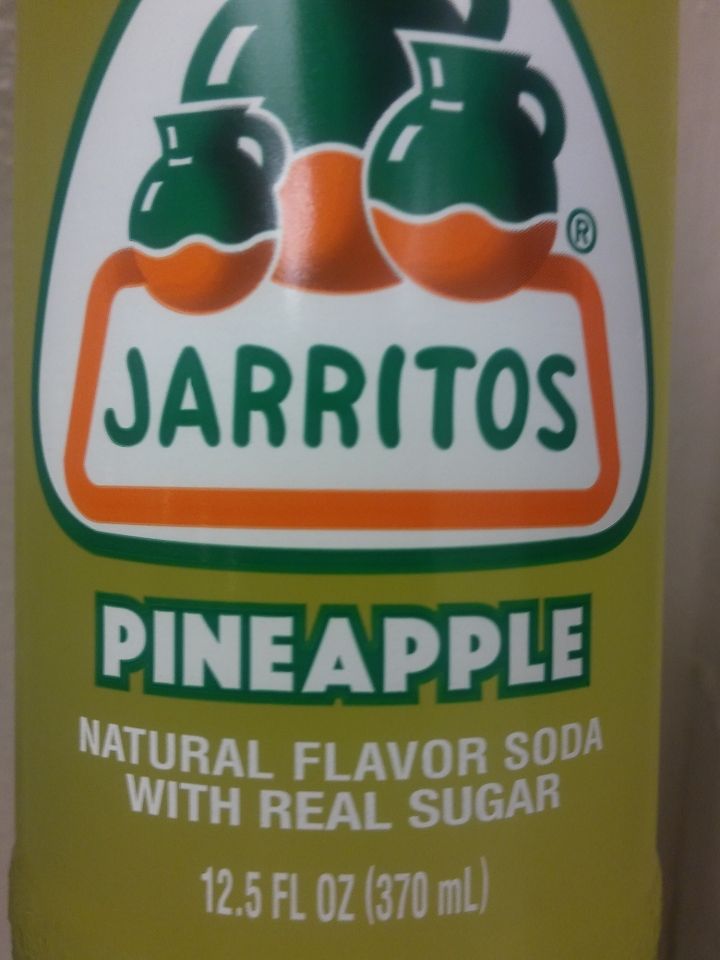 ®
JARRITOS
PINEAPPLE
NATURAL FLAVOR SODA
WITH REAL SUGAR
12.5 FL OZ (370 mL)